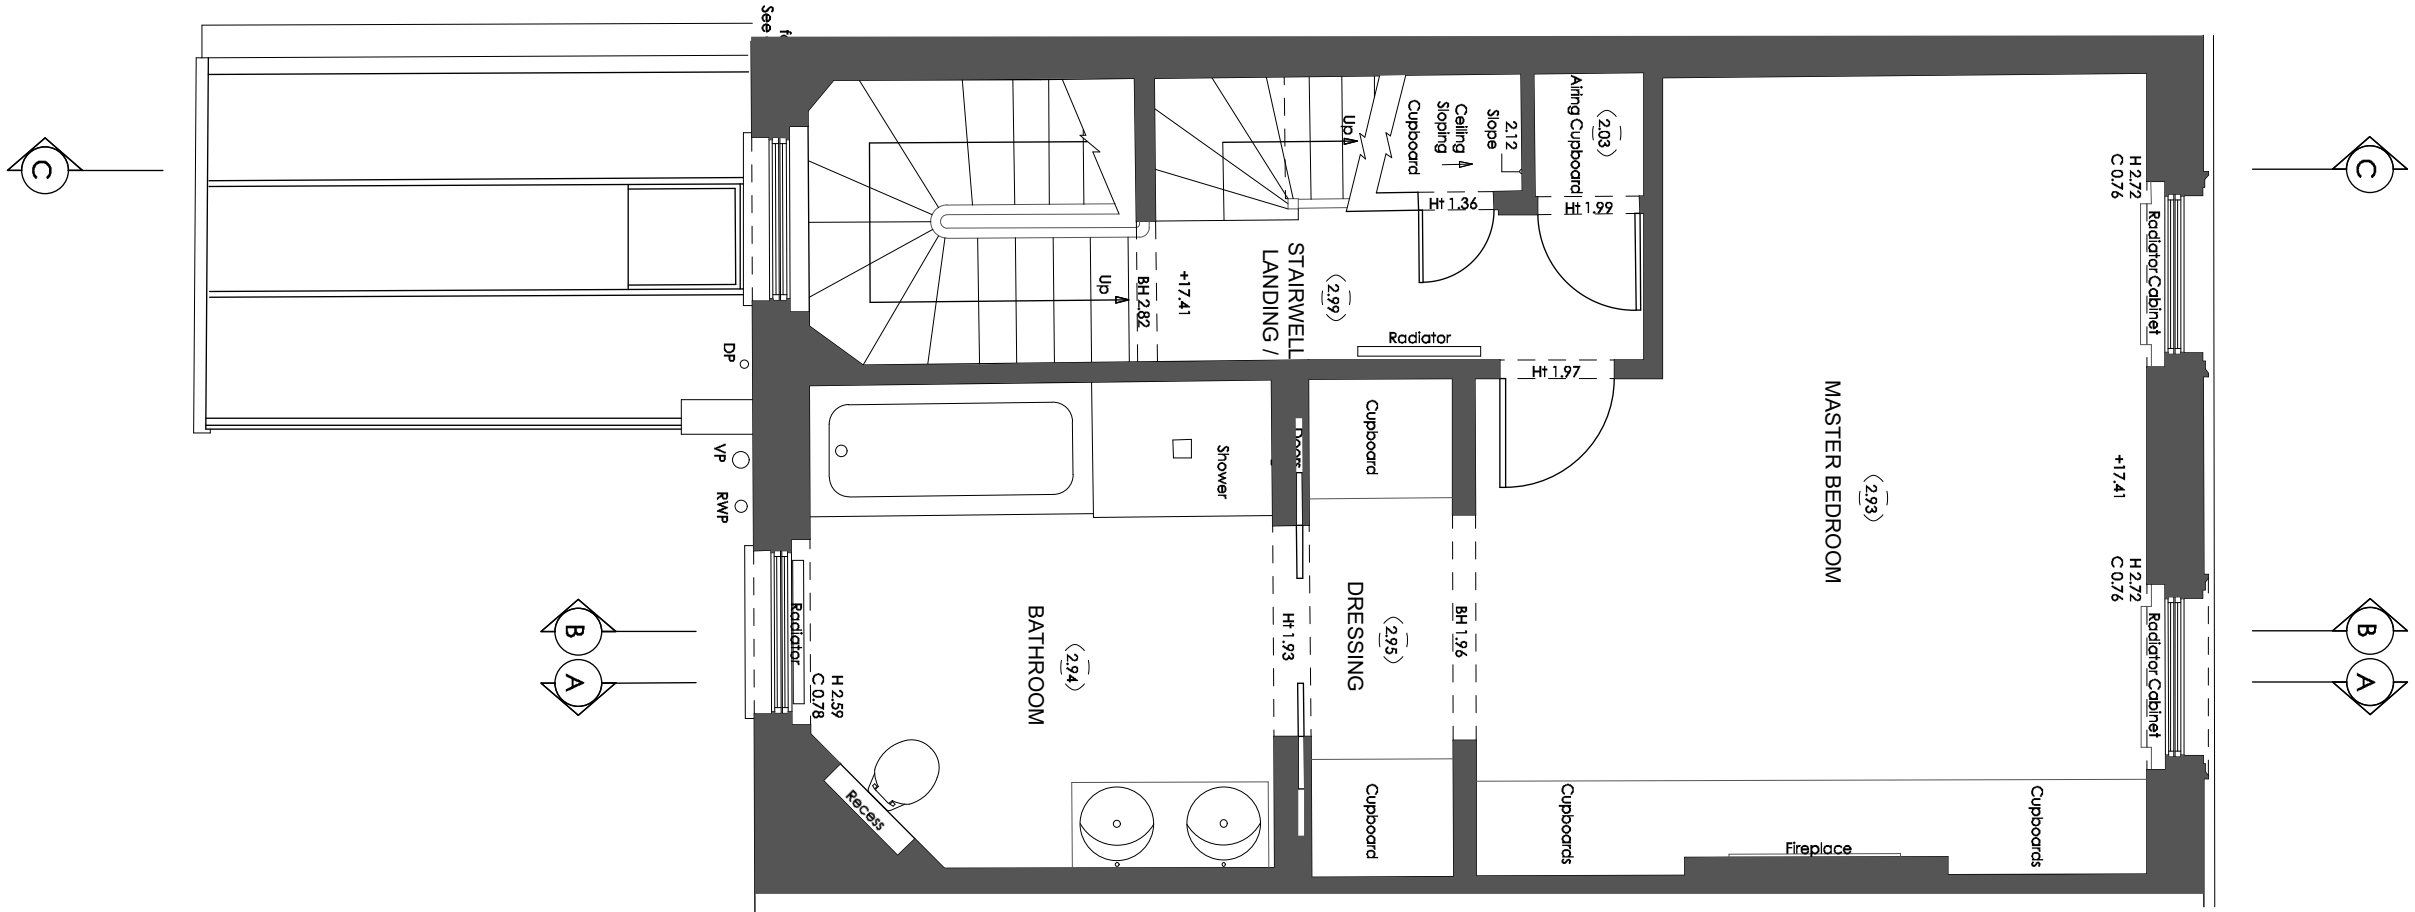 See
fo
C
C
B
A
B
A
DP
VP
RWP
Up
BH 2.82
+17.41
Up
Cupboard
Ceiling
Sloping
2.12
Slope
Ht 1.36
(2.03)
Airing Cupboard
Ht 1.99
STAIRWELL
LANDING /
(2.99)
Radiator
Ht 1.97
H 2.72
C 0.76
Radiator Cabinet
MASTER BEDROOM
(2.93)
+17.41
H 2.72
C 0.76
Radiator Cabinet
Shower
Doors
Cupboard
Radiator
H 2.59
C 0.78
BATHROOM
(2.94)
Ht 1.93
DRESSING
(2.95)
BH 1.96
Recess
Cupboard
Cupboards
Fireplace
Cupboards